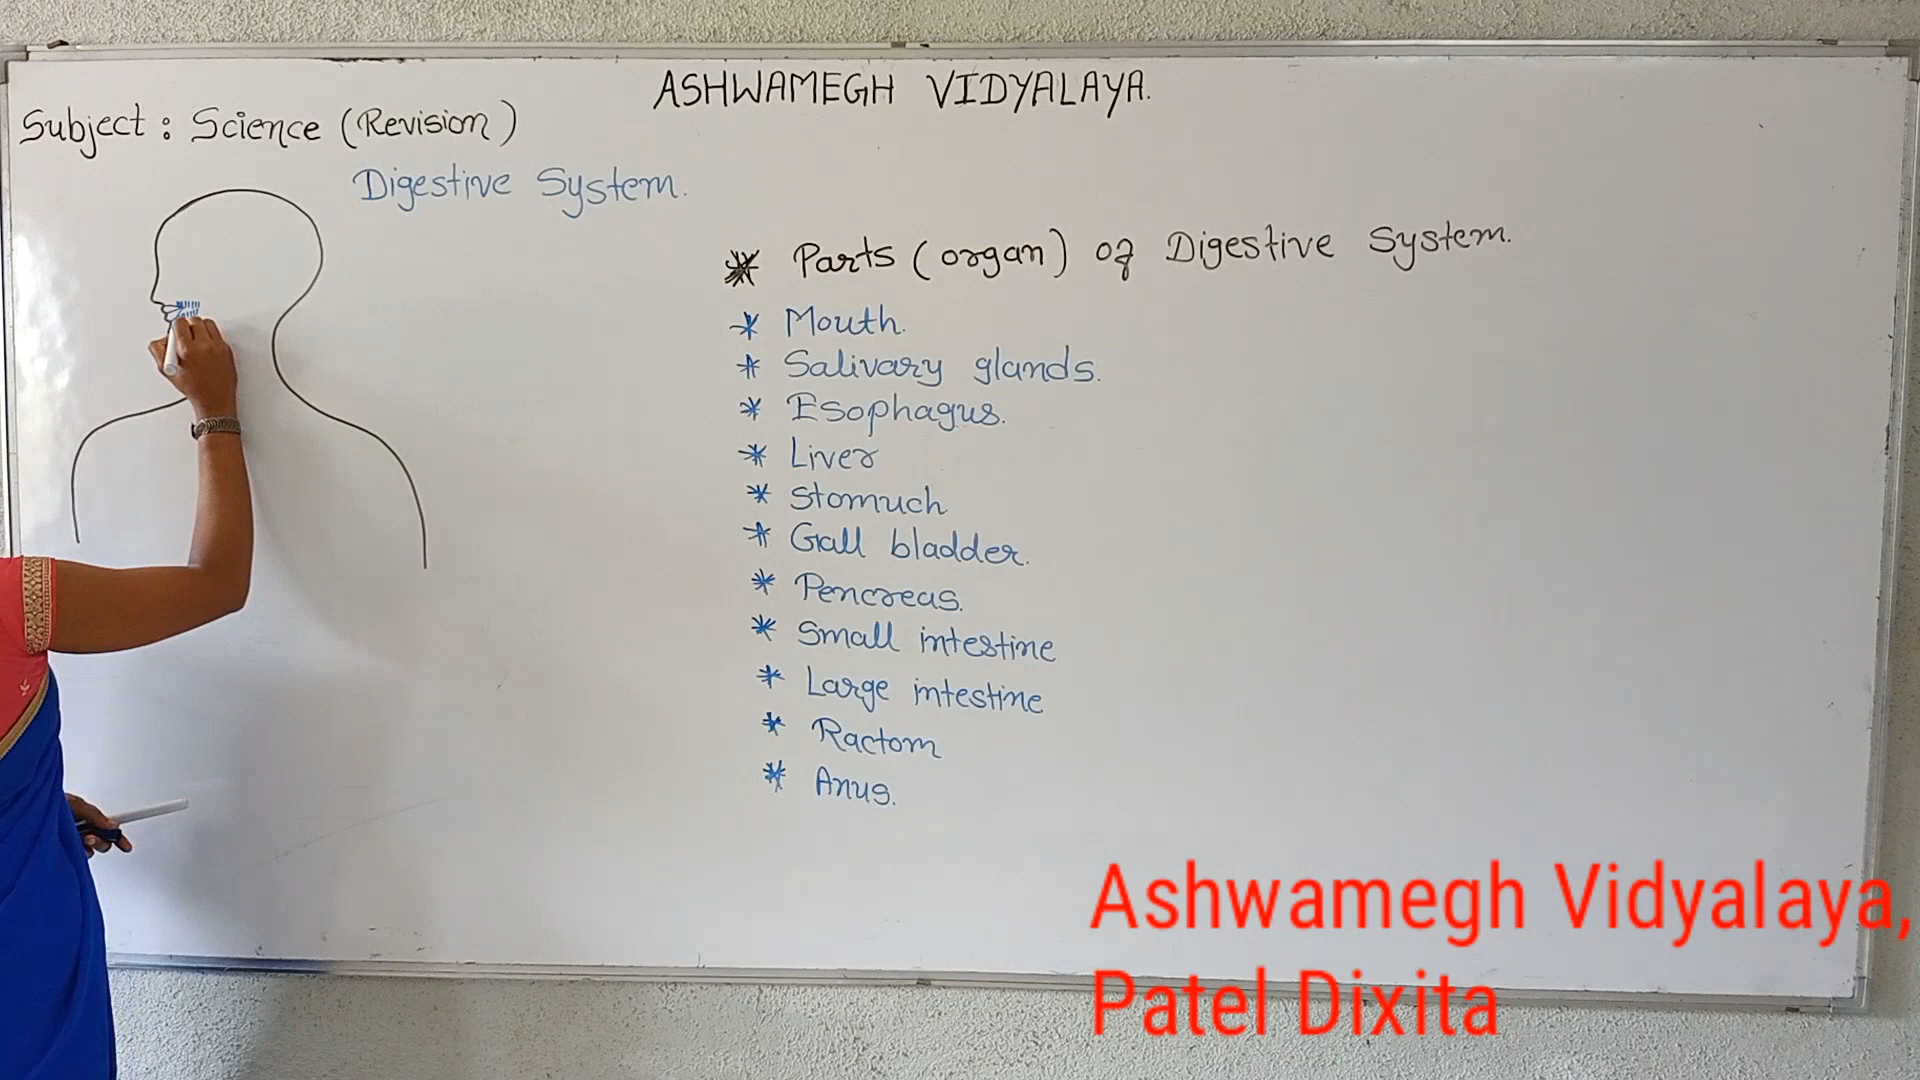 ASHWAMEGH VIDYALAYA.
Subject : Science (Revision)
Digestive System.
* Parts (organ) of Digestive System.
* Mouth.
* Salivary glands.
* Esophagus.
* Liver
* Stomuch
* Gall bladder.
* Pencreas.
* Small intestine
* Large intestine
* Ractom
* Anus.
Ashwamegh Vidyalaya,
Patel Dixita